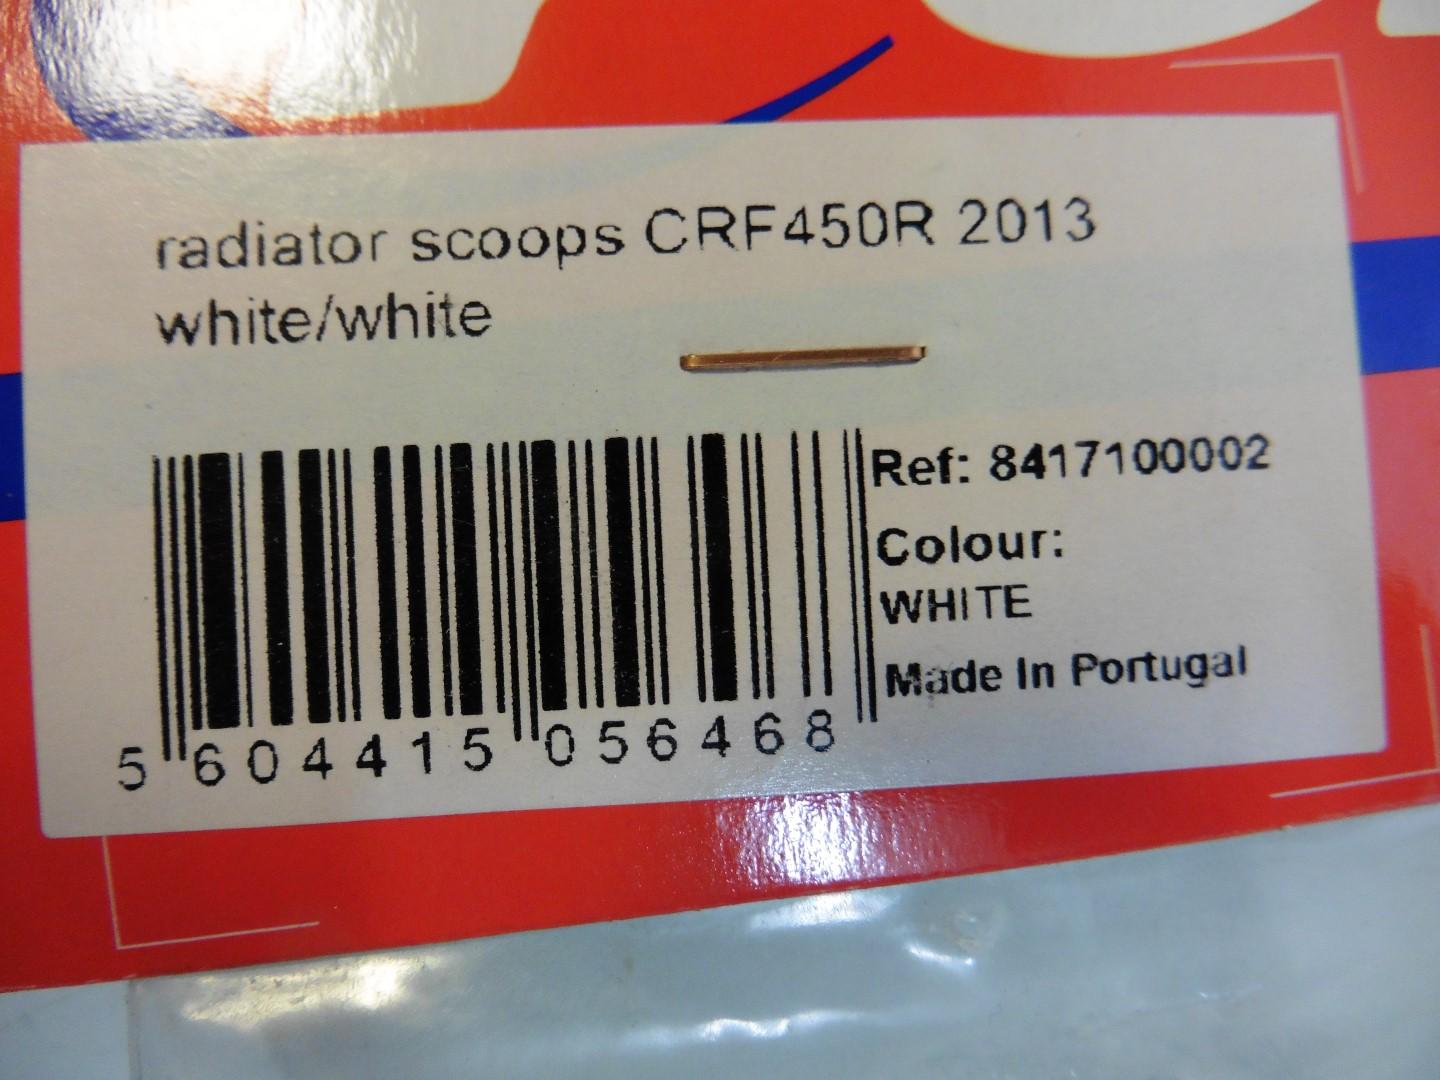 radiator scoops CRF450R 2013
white/white
Ref: 8417100002
Colour:
WHITE
Made In Portugal
5 604415 056468